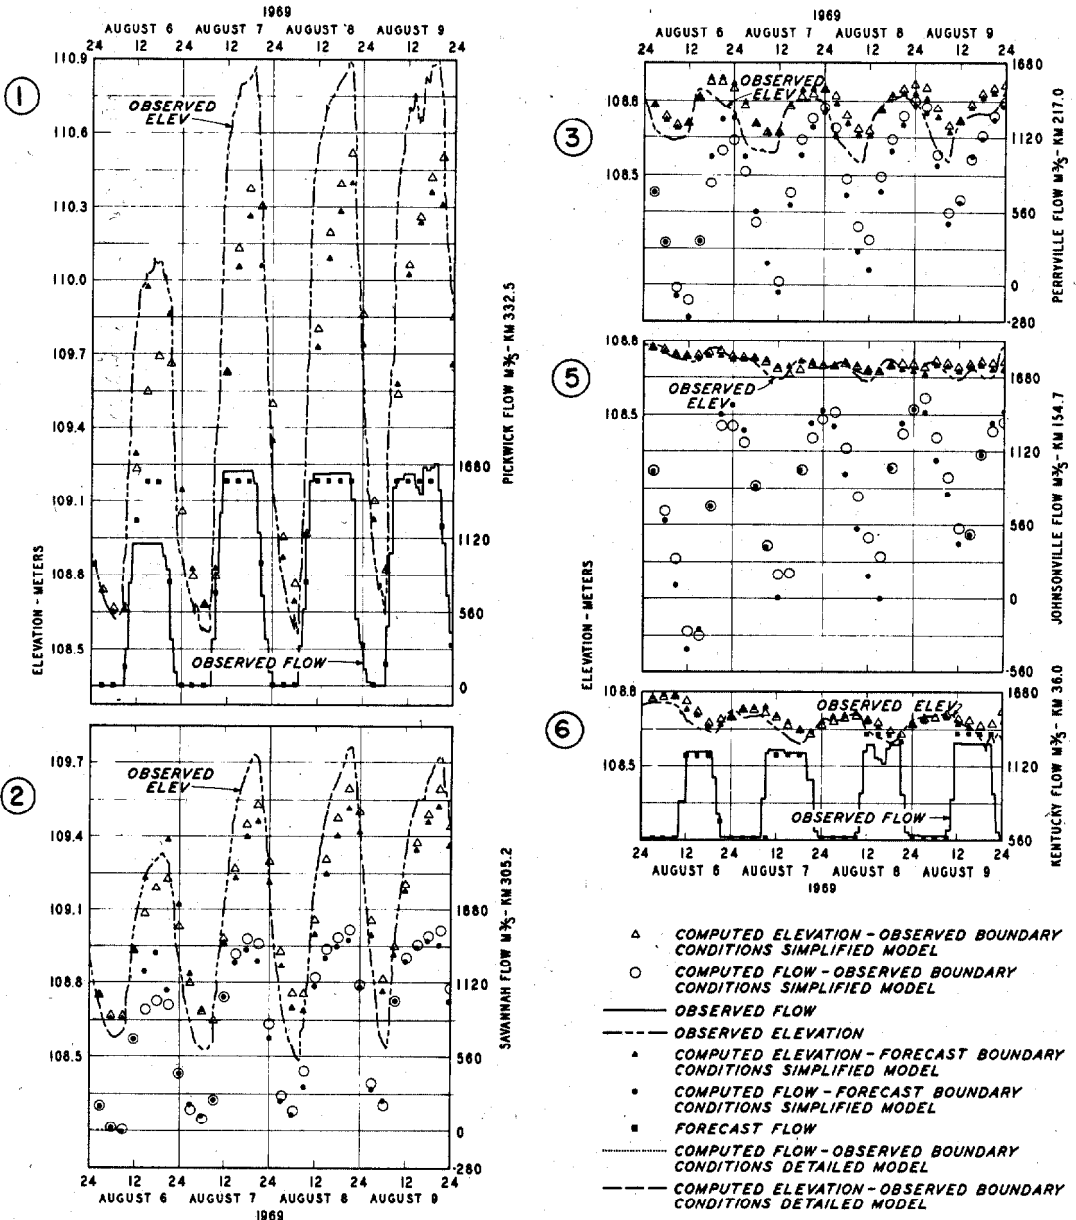 1969
AUGUST 6 AUGUST 7 AUGUST 8 AUGUST 9
24 12 24 12 24 12 24 12 24
1
110.9
110.6
110.3
110.0
109.7
109.4
109.1
108.8
108.5
ELEVATION - METERS
OBSERVED
ELEV
OBSERVED FLOW
1680
1120
560
0
PICKWICK FLOW M³/S - KM 332.5
2
109.7
109.4
109.1
108.8
108.5
OBSERVED
ELEV
1680
1120
560
0
-280
SAVANNAH FLOW M³/S - KM 305.2
24 12 24 12 24 12 24 12 24
AUGUST 6 AUGUST 7 AUGUST 8 AUGUST 9
1969
1969
AUGUST 6 AUGUST 7 AUGUST 8 AUGUST 9
24 12 24 12 24 12 24 12 24
3
108.8
108.5
OBSERVED
ELEV
1680
1120
560
0
-280
PERRYVILLE FLOW M³/S - KM 217.0
5
108.8
108.5
OBSERVED
ELEV
1680
1120
560
0
-560
JOHNSONVILLE FLOW M³/S - KM 154.7
ELEVATION - METERS
6
108.8
108.5
OBSERVED ELEV
OBSERVED FLOW
1680
1120
560
KENTUCKY FLOW M³/S - KM 36.0
24 12 24 12 24 12 24 12 24
AUGUST 6 AUGUST 7 AUGUST 8 AUGUST 9
1969
COMPUTED ELEVATION - OBSERVED BOUNDARY
CONDITIONS SIMPLIFIED MODEL
COMPUTED FLOW - OBSERVED BOUNDARY
CONDITIONS SIMPLIFIED MODEL
OBSERVED FLOW
OBSERVED ELEVATION
COMPUTED ELEVATION - FORECAST BOUNDARY
CONDITIONS SIMPLIFIED MODEL
COMPUTED FLOW - FORECAST BOUNDARY
CONDITIONS SIMPLIFIED MODEL
FORECAST FLOW
COMPUTED FLOW - OBSERVED BOUNDARY
CONDITIONS DETAILED MODEL
COMPUTED ELEVATION - OBSERVED BOUNDARY
CONDITIONS DETAILED MODEL